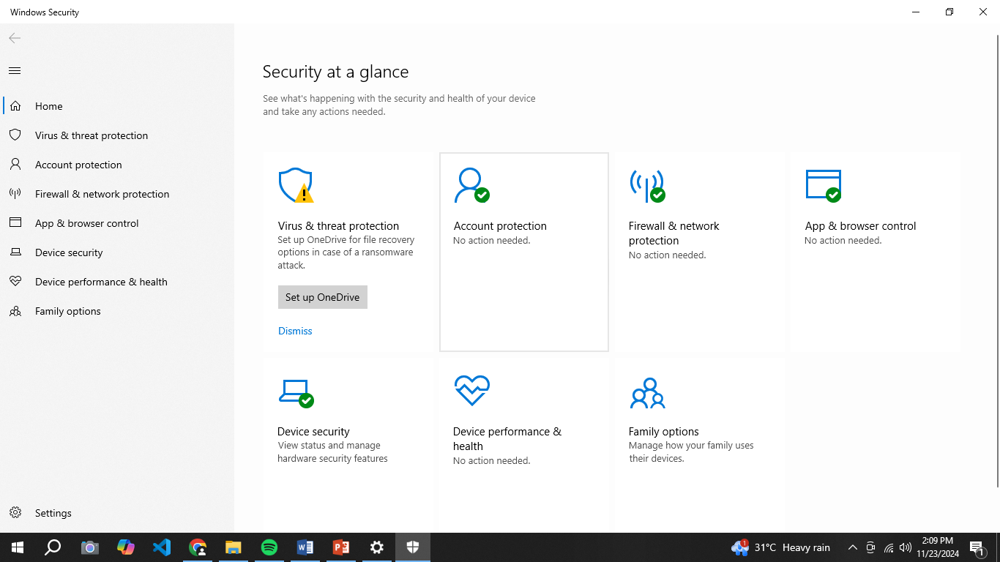 Windows Security
Home
Virus & threat protection
Account protection
Firewall & network protection
App & browser control
Device security
Device performance & health
Family options
Settings
Security at a glance
See what's happening with the security and health of your device
and take any actions needed.
Virus & threat protection
Set up OneDrive for file recovery
options in case of a ransomware
attack.
Set up OneDrive
Dismiss
Account protection
No action needed.
Firewall & network
protection
No action needed.
App & browser control
No action needed.
Device security
View status and manage
hardware security features
Device performance &
health
No action needed.
Family options
Manage how your family uses
their devices.
1
31°C Heavy rain
2:09 PM
11/23/2024
1